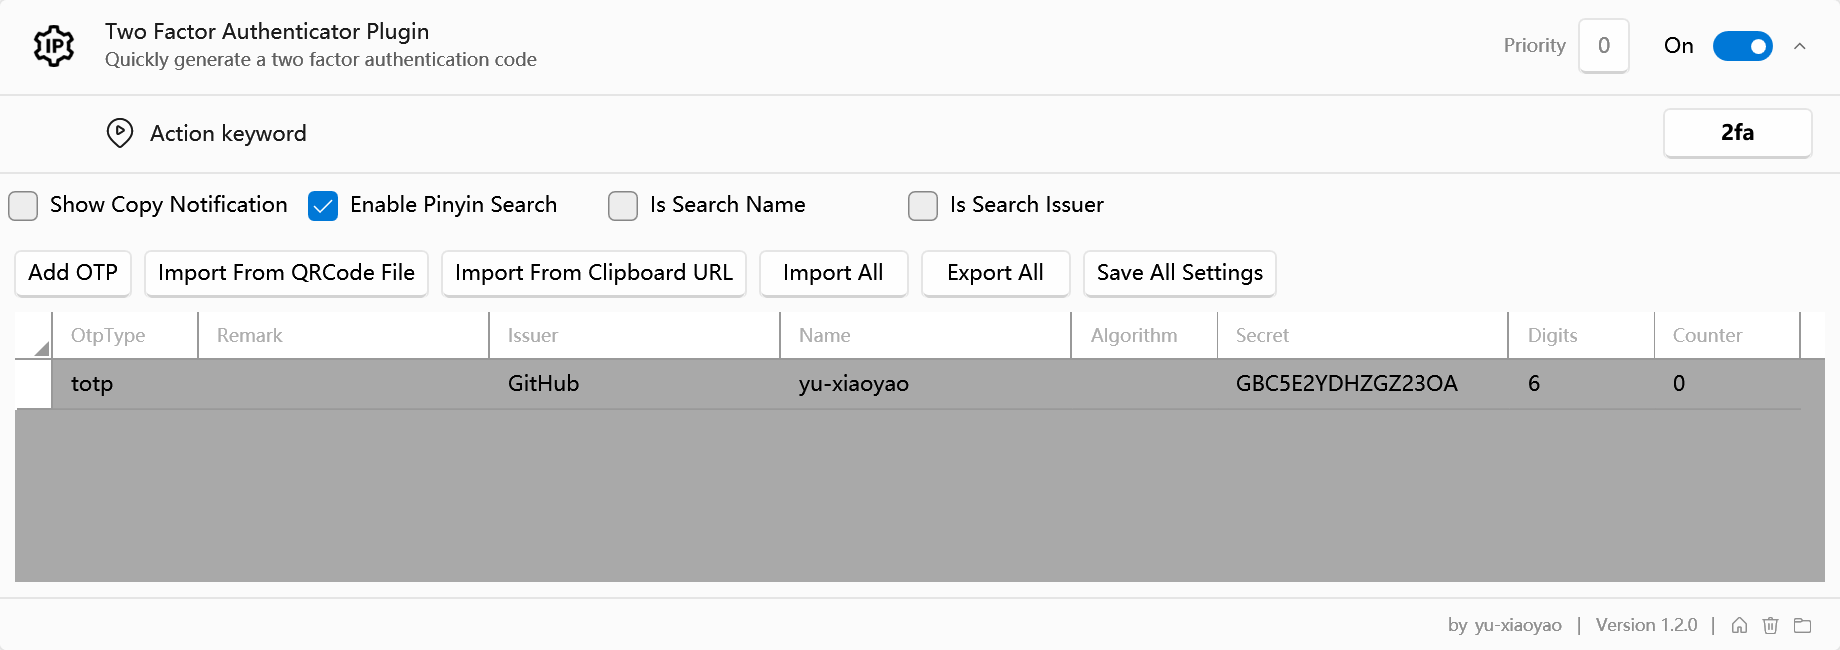 IP
Two Factor Authenticator Plugin
Quickly generate a two factor authentication code
Priority 0 On
Action keyword 2fa
Show Copy Notification Enable Pinyin Search Is Search Name Is Search Issuer
Add OTP Import From QRCode File Import From Clipboard URL Import All Export All Save All Settings
OtpType Remark Issuer Name Algorithm Secret Digits Counter
totp GitHub yu-xiaoyao GBC5E2YDHZGZ23OA 6 0
by yu-xiaoyao | Version 1.2.0 |